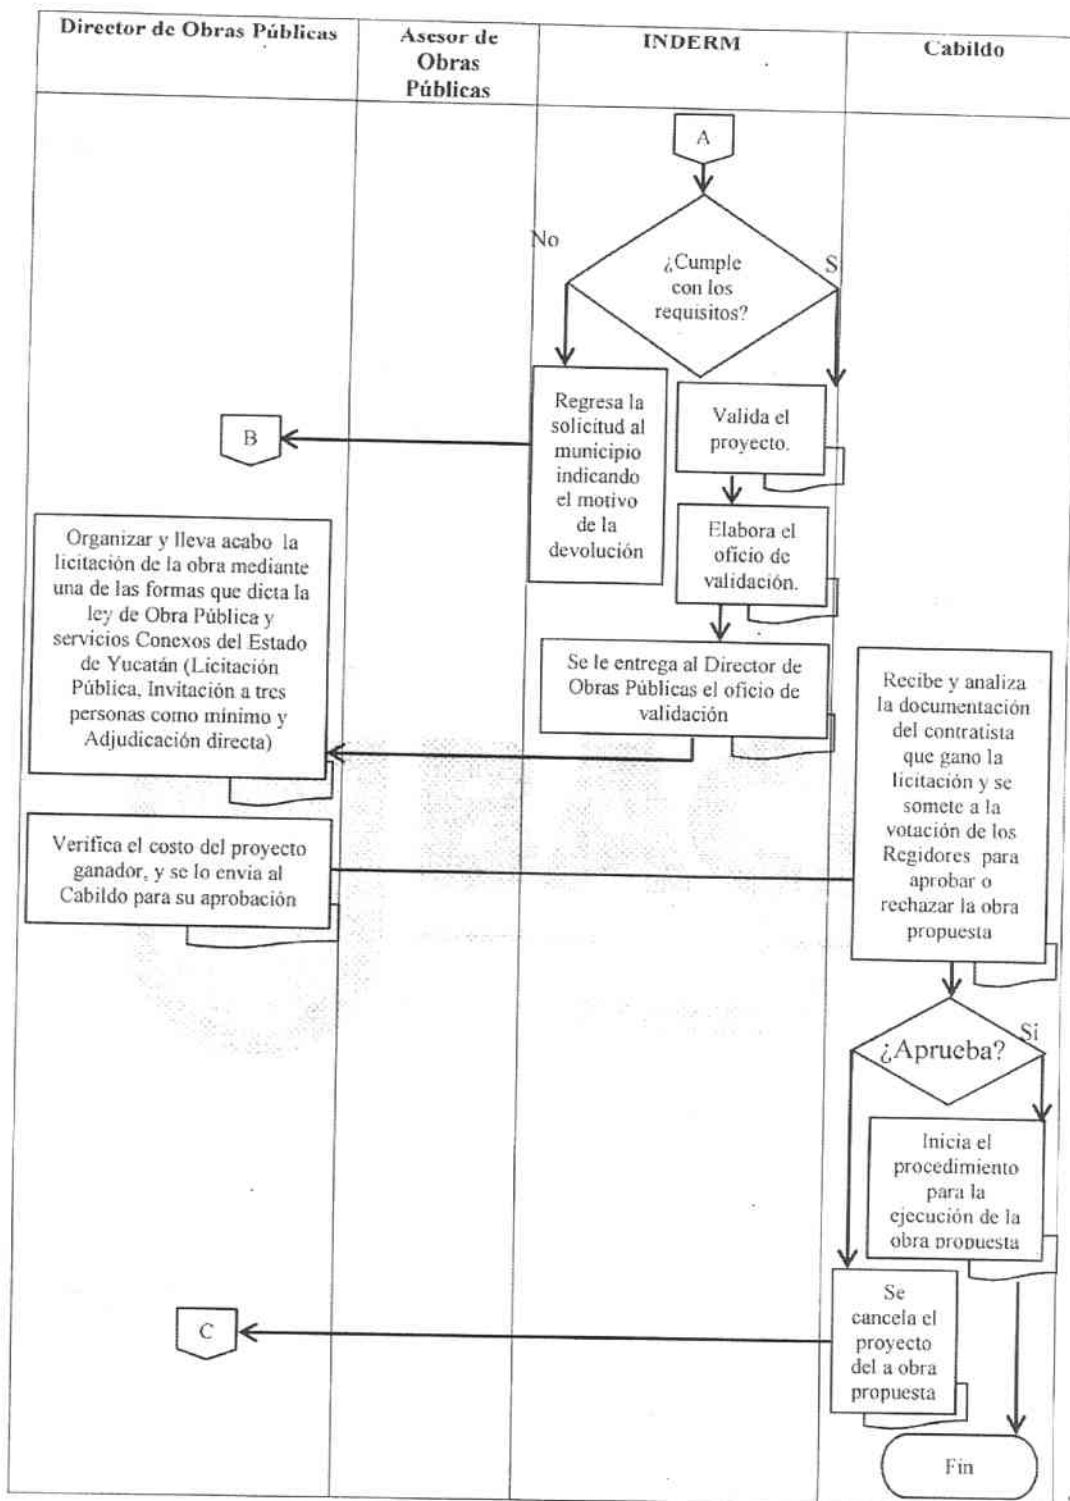 Director de Obras Públicas
Asesor de
Obras
Públicas
INDERM
Cabildo
A
No
S
¿Cumple
con los
requisitos?
Regresa la
solicitud al
municipio
indicando
el motivo
de la
devolución
Valida el
proyecto.
B
Elabora el
oficio de
validación.
Se le entrega al Director de
Obras Públicas el oficio de
validación
Organizar y lleva acabo la
licitación de la obra mediante
una de las formas que dicta la
ley de Obra Pública y
servicios Conexos del Estado
de Yucatán (Licitación
Pública, Invitación a tres
personas como mínimo y
Adjudicación directa)
Verifica el costo del proyecto
ganador, y se lo envia al
Cabildo para su aprobación
Recibe y analiza
la documentación
del contratista
que gano la
licitación y se
somete a la
votación de los
Regidores para
aprobar o
rechazar la obra
propuesta
¿Aprueba?
Si
Inicia el
procedimiento
para la
ejecución de la
obra propuesta
Se
cancela el
proyecto
del a obra
propuesta
C
Fin